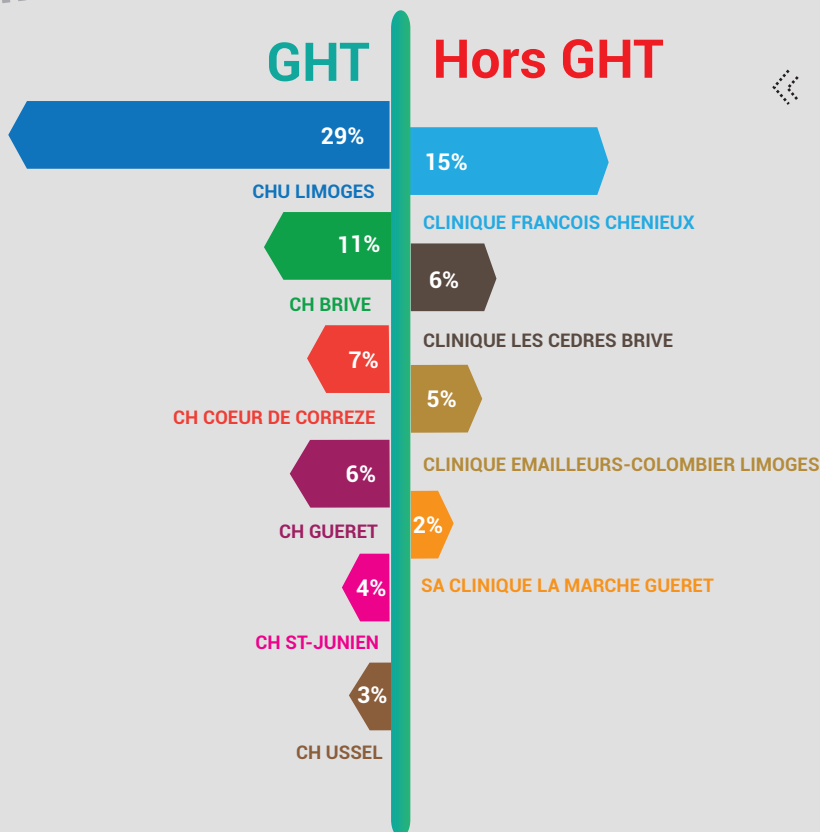 GHT
29%
CHU LIMOGES
11%
CH BRIVE
7%
CH COEUR DE CORREZE
6%
CH GUERET
4%
CH ST-JUNIEN
3%
CH USSEL
Hors GHT
15%
CLINIQUE FRANCOIS CHENIEUX
6%
CLINIQUE LES CEDRES BRIVE
5%
CLINIQUE EMAILLEURS-COLOMBIER LIMOGES
2%
SA CLINIQUE LA MARCHE GUERET